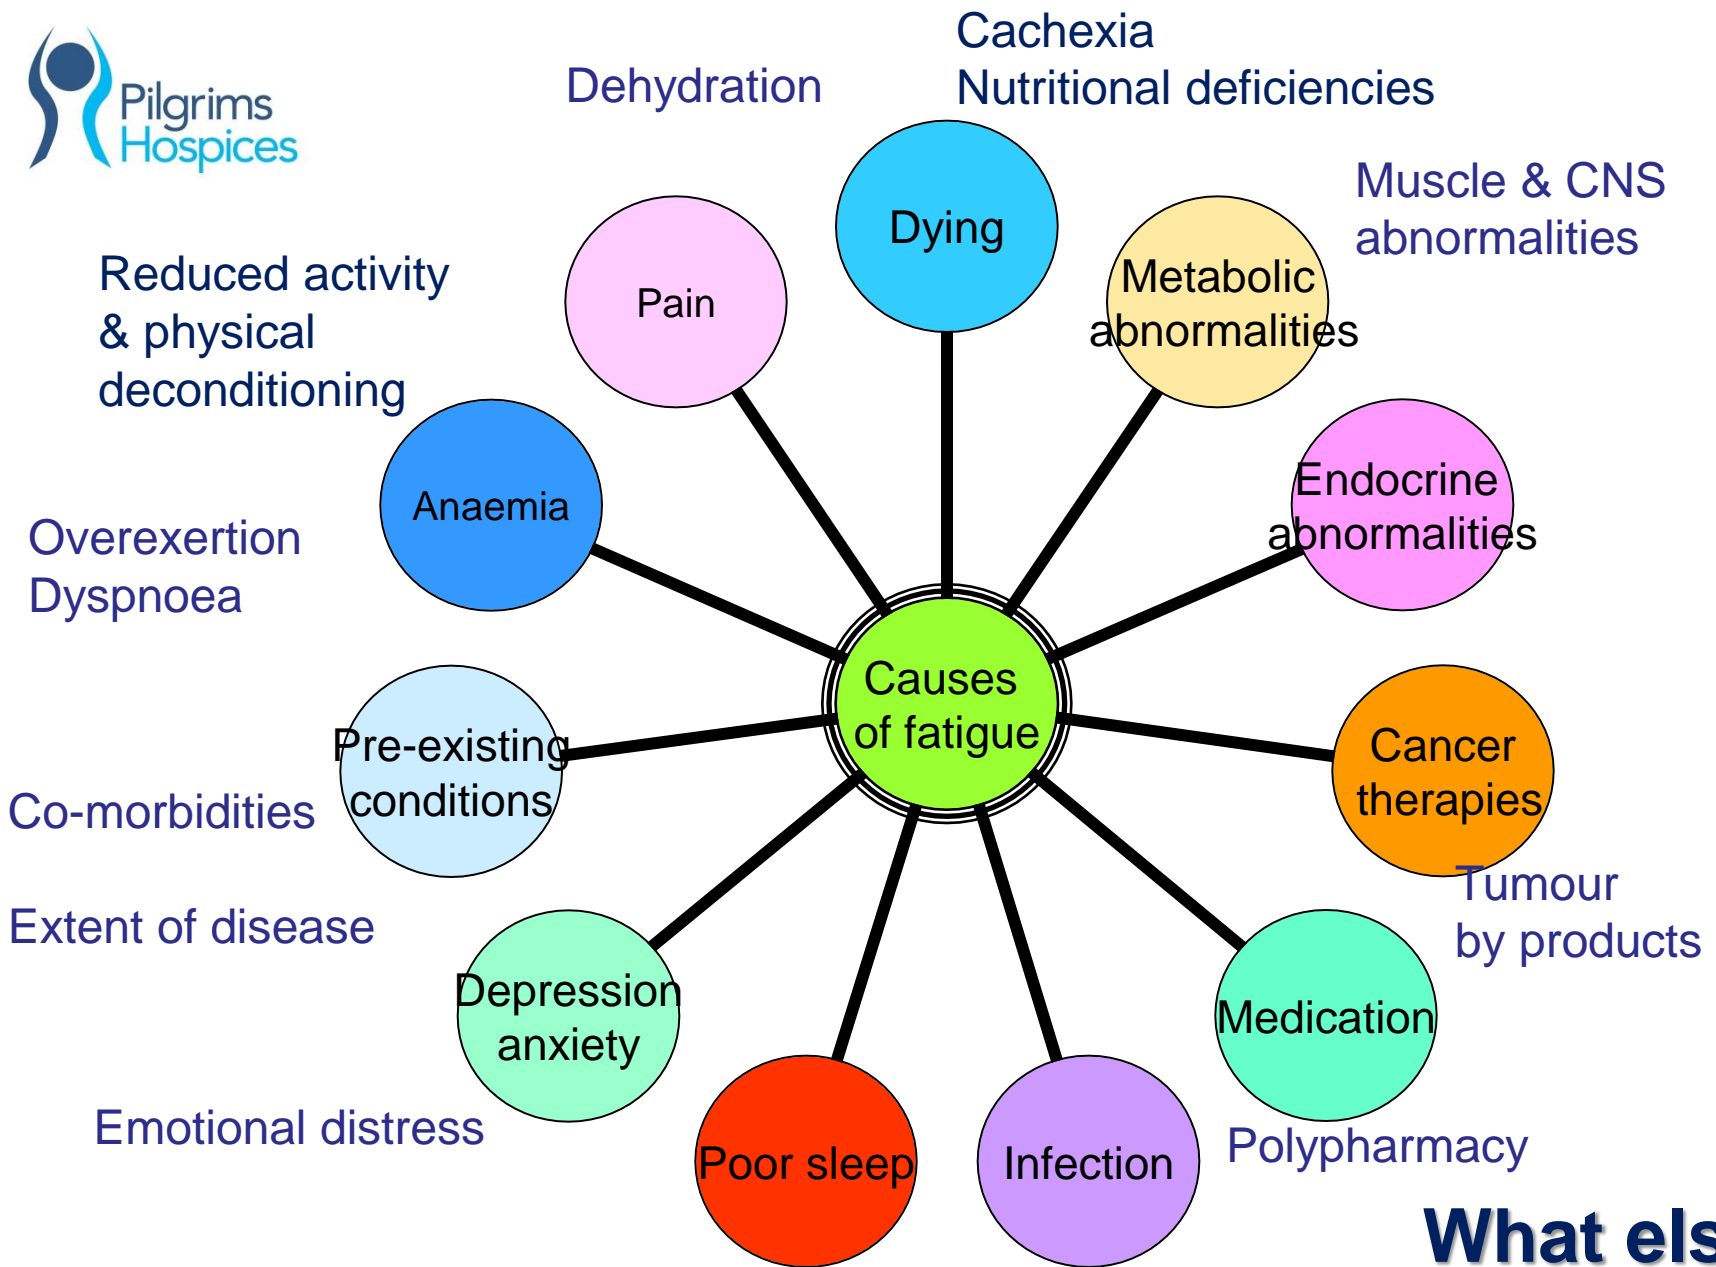 Pilgrims
Hospices
Dehydration
Cachexia
Nutritional deficiencies
Muscle & CNS
abnormalities
Reduced activity
& physical
deconditioning
Pain
Dying
Metabolic
abnormalities
Anaemia
Endocrine
abnormalities
Overexertion
Dyspnoea
Causes
of fatigue
Pre-existing
conditions
Cancer
therapies
Co-morbidities
Tumour
by products
Extent of disease
Depression
anxiety
Medication
Emotional distress
Poor sleep
Infection
Polypharmacy
What els